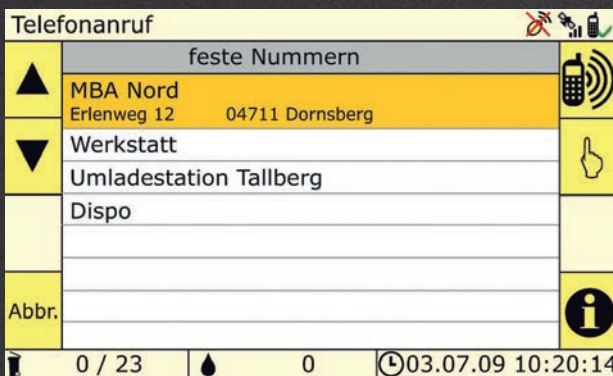 Telefonanruf
feste Nummern
MBA Nord
Erlenweg 12 04711 Dornsberg
Werkstatt
Umladestation Tallberg
Dispo
Abbr.
0 / 23 0 03.07.09 10:20:14